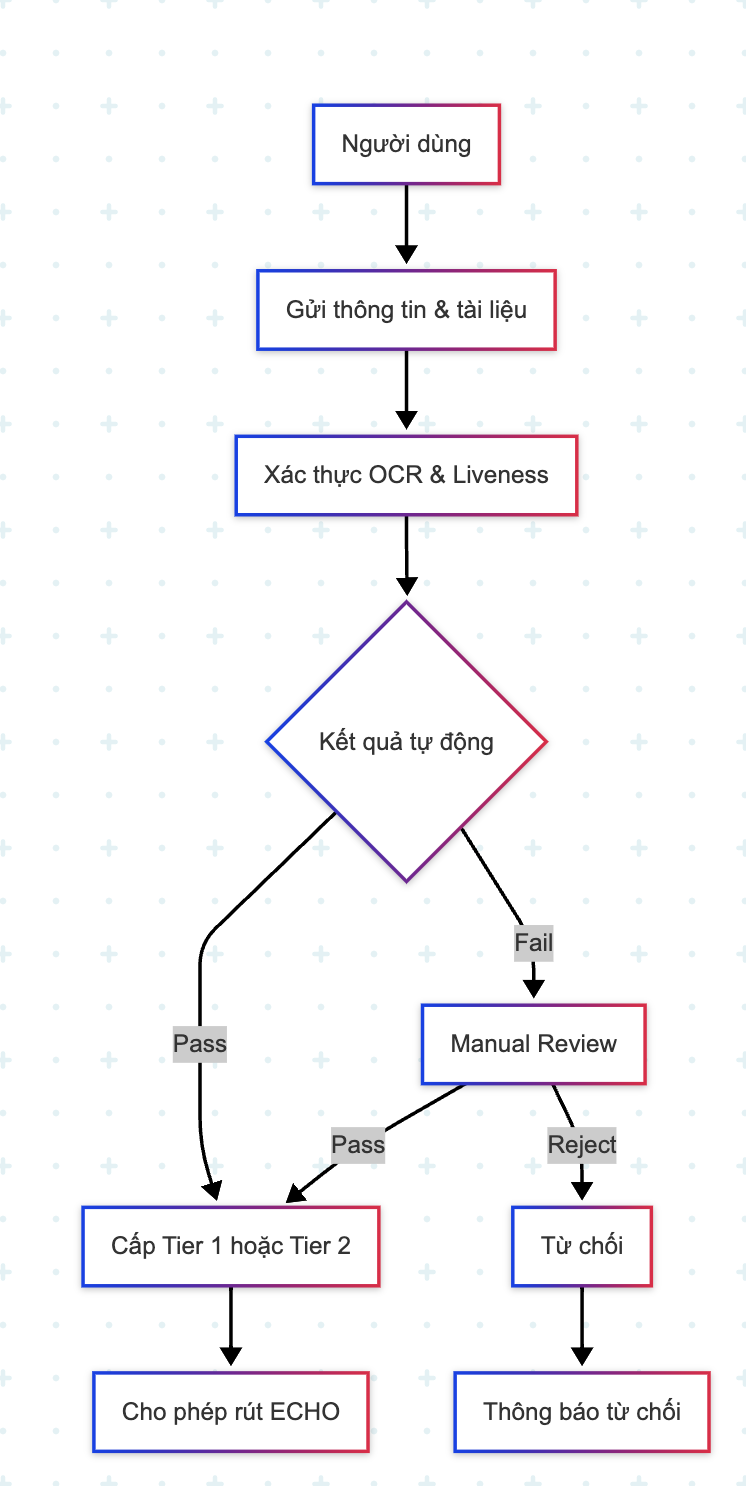 Người dùng
Gửi thông tin & tài liệu
Xác thực OCR & Liveness
Kết quả tự động
Fail
Pass
Manual Review
Pass
Reject
Cấp Tier 1 hoặc Tier 2
Từ chối
Cho phép rút ECHO
Thông báo từ chối